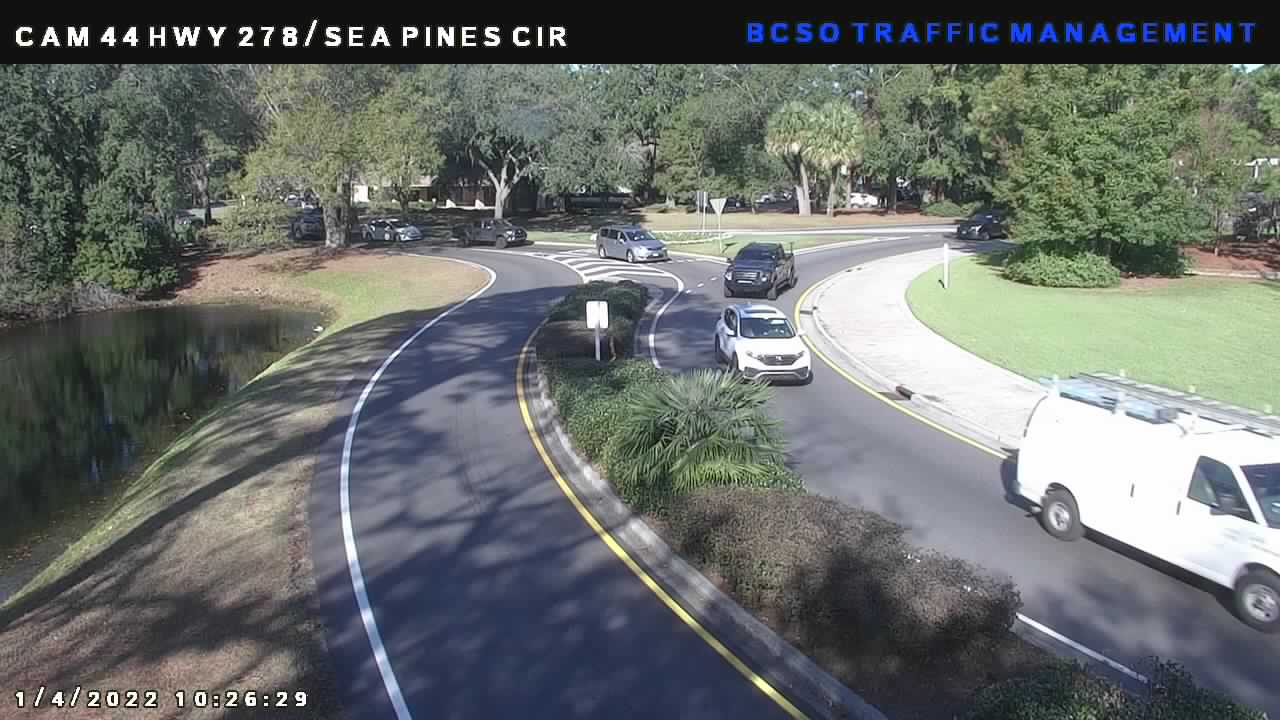 CAM 44 HWY 278/SEA PINES CIR
BCSO TRAFFIC MANAGEMENT
1/4/2022 10:26:29